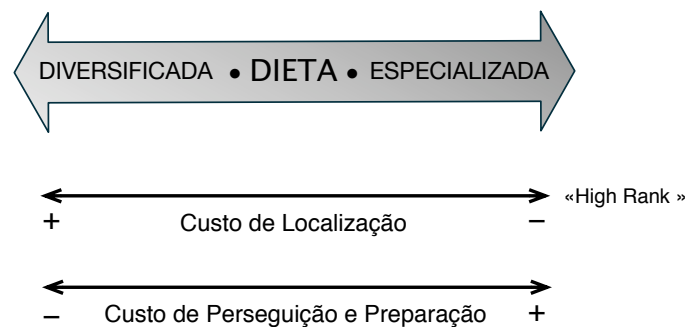 DIVERSIFICADA • DIETA • ESPECIALIZADA
«High Rank »
+ Custo de Localização –
– Custo de Perseguição e Preparação +